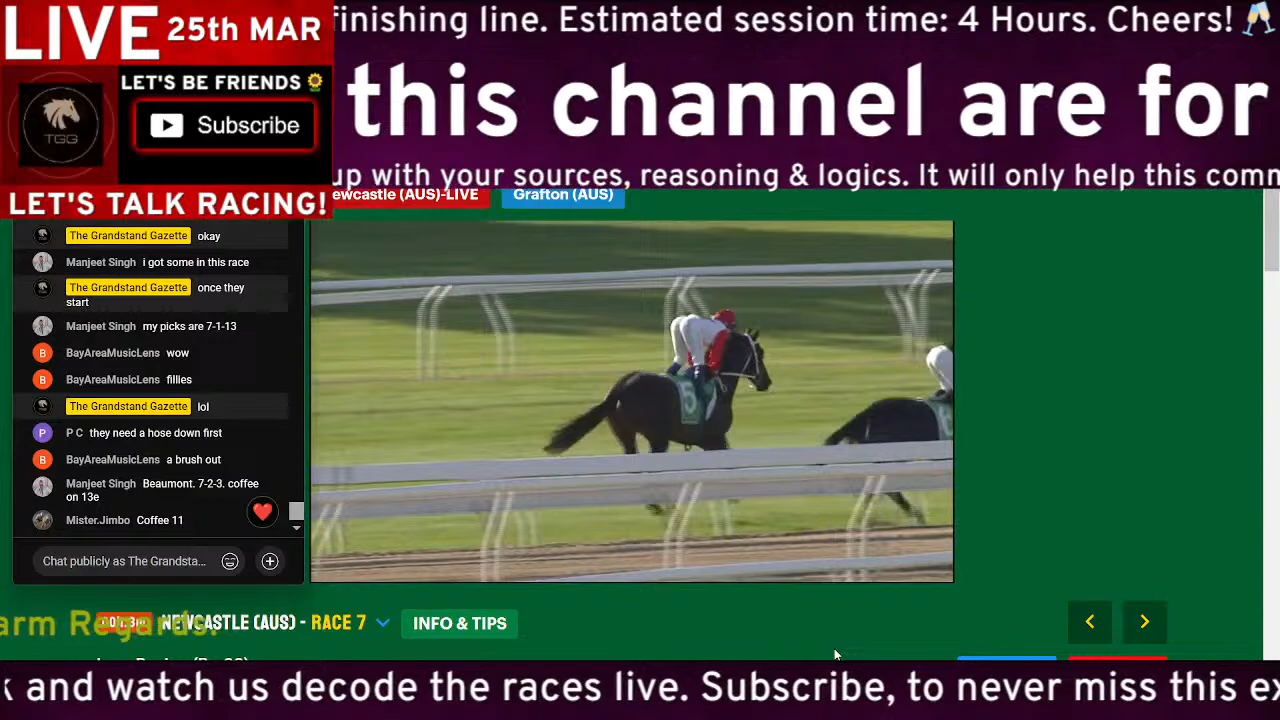 LIVE 25th MAR
finishing line. Estimated session time: 4 Hours. Cheers! 🥂
LET'S BE FRIENDS 🌻
this channel are for
TGG
Subscribe
up with your sources, reasoning & logics. It will only help this comm
LET'S TALK RACING!
ewcastle (AUS)-LIVE Grafton (AUS)
The Grandstand Gazette okay
Manjeet Singh i got some in this race
The Grandstand Gazette once they
start
Manjeet Singh my picks are 7-1-13
B BayAreaMusicLens wow
B BayAreaMusicLens fillies
The Grandstand Gazette lol
P P C they need a hose down first
B BayAreaMusicLens a brush out
Manjeet Singh Beaumont. 7-2-3. coffee
on 13e
Mister.Jimbo Coffee 11
Chat publicly as The Grandsta...
5
arm Regards.
NEWCASTLE (AUS) - RACE 7
INFO & TIPS
k and watch us decode the races live. Subscribe, to never miss this ex